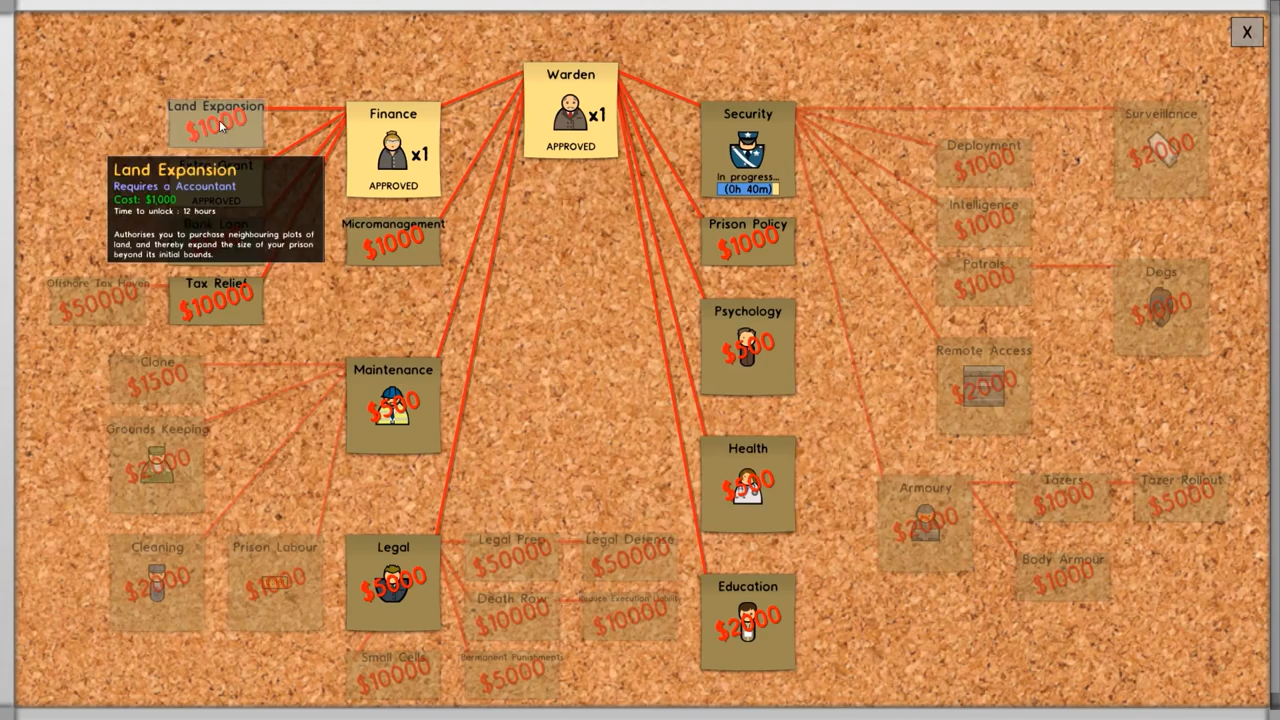 X
Warden
x1
APPROVED
Land Expansion
$1000
Finance
x1
APPROVED
Security
In progress...
(0h 40m)
Surveillance
$2000
Deployment
$1000
Land Expansion
Requires a Accountant
Cost: $1,000
Time to unlock : 12 hours
Authorises you to purchase neighbouring plots of
land, and thereby expand the size of your prison
beyond its initial bounds.
Grant
APPROVED
Micromanagement
$1000
Prison Policy
$1000
Intelligence
$1000
Patrols
$1000
Dogs
$1000
Offshore Tax Haven
$50000
Tax Relief
$10000
Psychology
$500
Remote Access
$2000
Clone
$1500
Maintenance
$500
Grounds Keeping
$2000
Health
$500
Armoury
$2000
Tazers
$1000
Tazer Rollout
$5000
Cleaning
$2000
Prison Labour
$1000
Legal
$5000
Legal Prep
$50000
Legal Defense
$50000
Body Armour
$1000
Education
$2000
Death Row
$10000
Reduce Execution Liability
$10000
Small Cells
$10000
Permanent Punishments
$5000